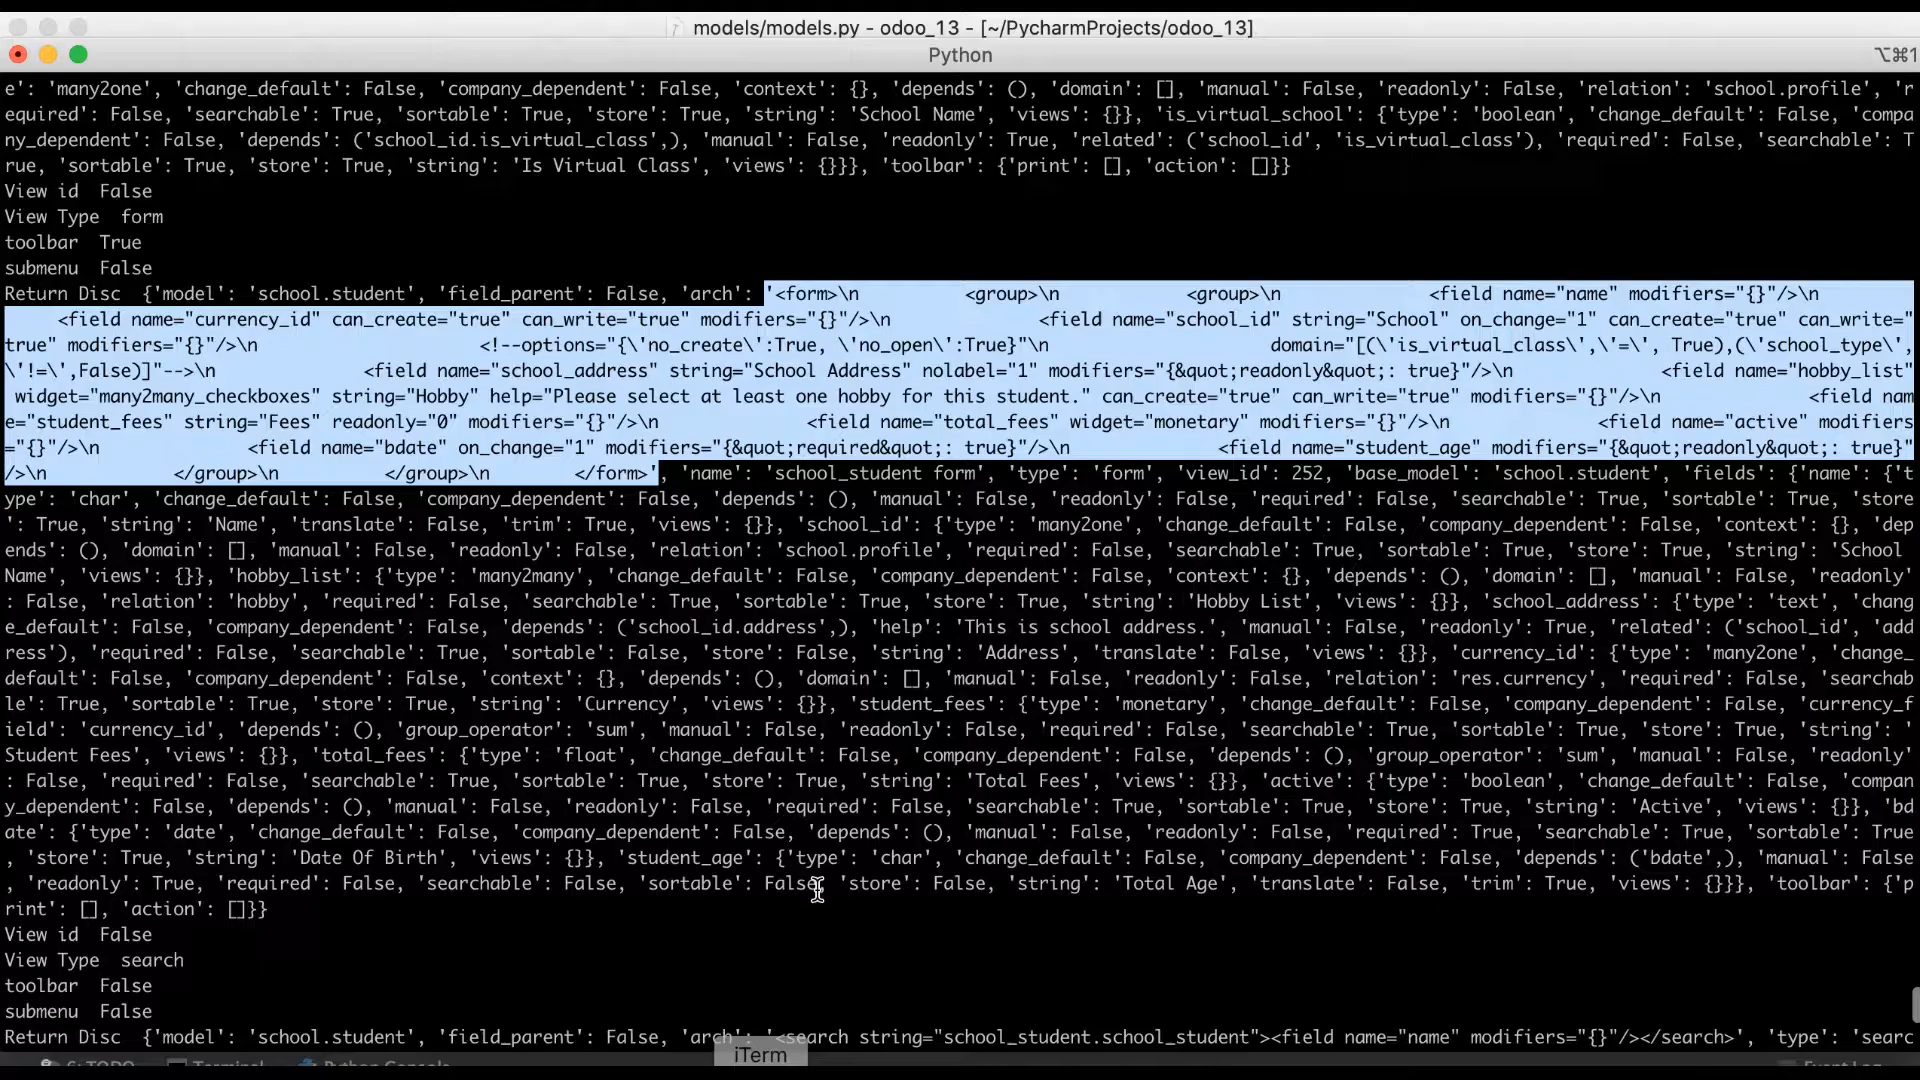 models/models.py - odoo_13 - [~/PycharmProjects/odoo_13]
Python
⌥⌘1
e': 'many2one', 'change_default': False, 'company_dependent': False, 'context': {}, 'depends': (), 'domain': [], 'manual': False, 'readonly': False, 'relation': 'school.profile', 'r
equired': False, 'searchable': True, 'sortable': True, 'store': True, 'string': 'School Name', 'views': {}}, 'is_virtual_school': {'type': 'boolean', 'change_default': False, 'compa
ny_dependent': False, 'depends': ('school_id.is_virtual_class',), 'manual': False, 'readonly': True, 'related': ('school_id', 'is_virtual_class'), 'required': False, 'searchable': T
rue, 'sortable': True, 'store': True, 'string': 'Is Virtual Class', 'views': {}}}, 'toolbar': {'print': [], 'action': []}}
View id  False
View Type  form
toolbar  True
submenu  False
Return Disc  {'model': 'school.student', 'field_parent': False, 'arch': '<form>\n          <group>\n            <group>\n              <field name="name" modifiers="{}"/>\n
     <field name="currency_id" can_create="true" can_write="true" modifiers="{}"/>\n              <field name="school_id" string="School" on_change="1" can_create="true" can_write="
true" modifiers="{}"/>\n                     <!--options="{\'no_create\':True, \'no_open\':True}"\n                     domain="[(\'is_virtual_class\',\'=\', True),(\'school_type\',
\'!=\',False)]"-->\n              <field name="school_address" string="School Address" nolabel="1" modifiers="{&quot;readonly&quot;: true}"/>\n              <field name="hobby_list"
 widget="many2many_checkboxes" string="Hobby" help="Please select at least one hobby for this student." can_create="true" can_write="true" modifiers="{}"/>\n              <field nam
e="student_fees" string="Fees" readonly="0" modifiers="{}"/>\n              <field name="total_fees" widget="monetary" modifiers="{}"/>\n              <field name="active" modifiers
="{}"/>\n              <field name="bdate" on_change="1" modifiers="{&quot;required&quot;: true}"/>\n              <field name="student_age" modifiers="{&quot;readonly&quot;: true}"
/>\n            </group>\n          </group>\n        </form>', 'name': 'school_student form', 'type': 'form', 'view_id': 252, 'base_model': 'school.student', 'fields': {'name': {'t
ype': 'char', 'change_default': False, 'company_dependent': False, 'depends': (), 'manual': False, 'readonly': False, 'required': False, 'searchable': True, 'sortable': True, 'store
': True, 'string': 'Name', 'translate': False, 'trim': True, 'views': {}}, 'school_id': {'type': 'many2one', 'change_default': False, 'company_dependent': False, 'context': {}, 'dep
ends': (), 'domain': [], 'manual': False, 'readonly': False, 'relation': 'school.profile', 'required': False, 'searchable': True, 'sortable': True, 'store': True, 'string': 'School 
Name', 'views': {}}, 'hobby_list': {'type': 'many2many', 'change_default': False, 'company_dependent': False, 'context': {}, 'depends': (), 'domain': [], 'manual': False, 'readonly'
: False, 'relation': 'hobby', 'required': False, 'searchable': True, 'sortable': True, 'store': True, 'string': 'Hobby List', 'views': {}}, 'school_address': {'type': 'text', 'chang
e_default': False, 'company_dependent': False, 'depends': ('school_id.address',), 'help': 'This is school address.', 'manual': False, 'readonly': True, 'related': ('school_id', 'add
ress'), 'required': False, 'searchable': True, 'sortable': False, 'store': False, 'string': 'Address', 'translate': False, 'views': {}}, 'currency_id': {'type': 'many2one', 'change_
default': False, 'company_dependent': False, 'context': {}, 'depends': (), 'domain': [], 'manual': False, 'readonly': False, 'relation': 'res.currency', 'required': False, 'searchab
le': True, 'sortable': True, 'store': True, 'string': 'Currency', 'views': {}}, 'student_fees': {'type': 'monetary', 'change_default': False, 'company_dependent': False, 'currency_f
ield': 'currency_id', 'depends': (), 'group_operator': 'sum', 'manual': False, 'readonly': False, 'required': False, 'searchable': True, 'sortable': True, 'store': True, 'string': '
Student Fees', 'views': {}}, 'total_fees': {'type': 'float', 'change_default': False, 'company_dependent': False, 'depends': (), 'group_operator': 'sum', 'manual': False, 'readonly'
: False, 'required': False, 'searchable': True, 'sortable': True, 'store': True, 'string': 'Total Fees', 'views': {}}, 'active': {'type': 'boolean', 'change_default': False, 'compan
y_dependent': False, 'depends': (), 'manual': False, 'readonly': False, 'required': False, 'searchable': True, 'sortable': True, 'store': True, 'string': 'Active', 'views': {}}, 'bd
ate': {'type': 'date', 'change_default': False, 'company_dependent': False, 'depends': (), 'manual': False, 'readonly': False, 'required': True, 'searchable': True, 'sortable': True
, 'store': True, 'string': 'Date Of Birth', 'views': {}}, 'student_age': {'type': 'char', 'change_default': False, 'company_dependent': False, 'depends': ('bdate',), 'manual': False
, 'readonly': True, 'required': False, 'searchable': False, 'sortable': False, 'store': False, 'string': 'Total Age', 'translate': False, 'trim': True, 'views': {}}}, 'toolbar': {'p
rint': [], 'action': []}}
View id  False
View Type  search
toolbar  False
submenu  False
Return Disc  {'model': 'school.student', 'field_parent': False, 'arch': '<search string="school_student.school_student"><field name="name" modifiers="{}"/></search>', 'type': 'searc
iTerm